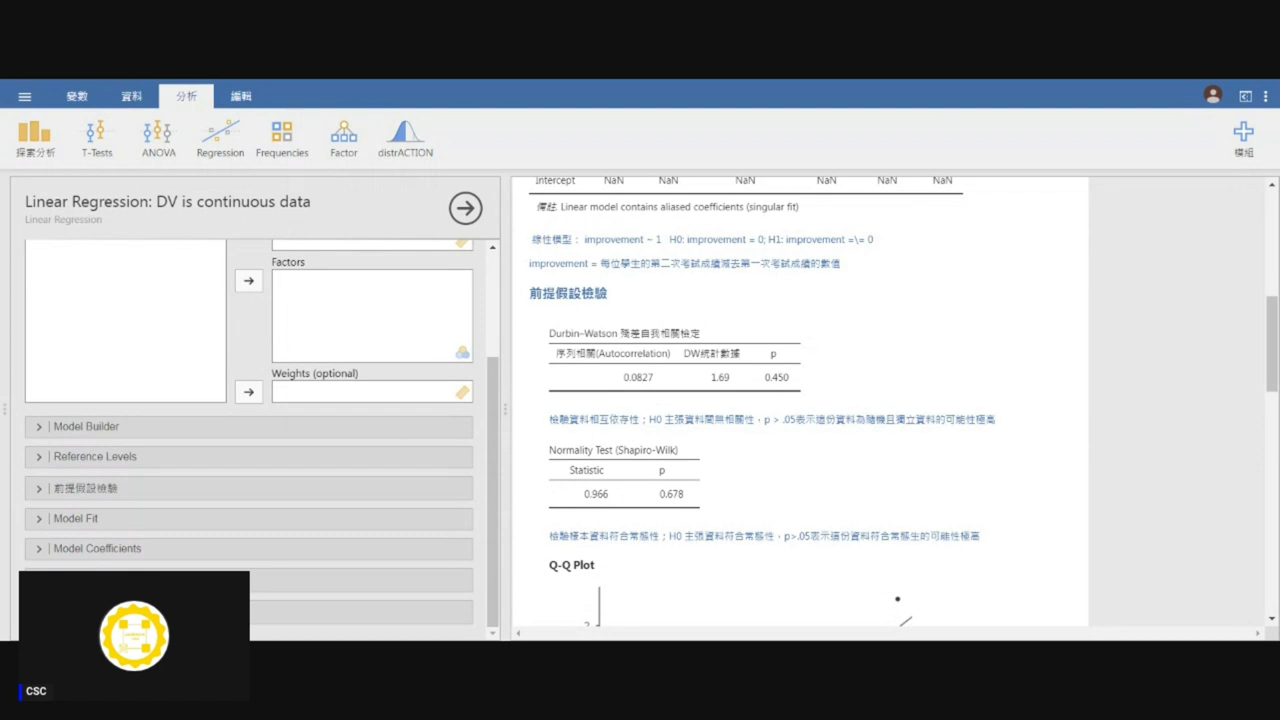 變數 資料 分析 編輯
探索分析 T-Tests ANOVA Regression Frequencies Factor distrACTION 模組
Linear Regression: DV is continuous data
Linear Regression
Factors
Weights (optional)
Model Builder
Reference Levels
前提假設檢驗
Model Fit
Model Coefficients
CSC
Intercept NaN NaN NaN NaN NaN NaN
備註. Linear model contains aliased coefficients (singular fit)
線性模型： improvement ~ 1 H0: improvement = 0; H1: improvement =\= 0
improvement = 每位學生的第二次考試成績減去第一次考試成績的數值
前提假設檢驗
Durbin–Watson 殘差自我相關檢定
序列相關(Autocorrelation) DW統計數據 p
0.0827 1.69 0.450
檢驗資料相互依存性；H0 主張資料間無相關性，p > .05表示這份資料為隨機且獨立資料的可能性極高
Normality Test (Shapiro-Wilk)
Statistic p
0.966 0.678
檢驗樣本資料符合常態性；H0 主張資料符合常態性，p>.05表示這份資料符合常態生的可能性極高
Q-Q Plot